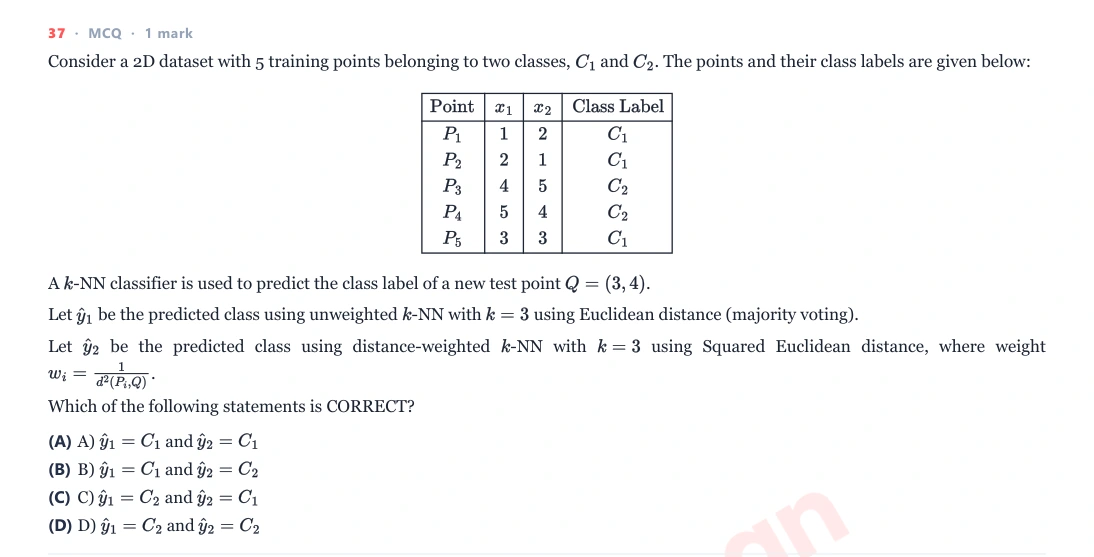 37 · MCQ · 1 mark
Consider a 2D dataset with 5 training points belonging to two classes, C₁ and C₂. The points and their class labels are given below:
Point x₁ x₂ Class Label
P₁ 1 2 C₁
P₂ 2 1 C₁
P₃ 4 5 C₂
P₄ 5 4 C₂
P₅ 3 3 C₁
A k-NN classifier is used to predict the class label of a new test point Q = (3, 4).
Let ŷ₁ be the predicted class using unweighted k-NN with k = 3 using Euclidean distance (majority voting).
Let ŷ₂ be the predicted class using distance-weighted k-NN with k = 3 using Squared Euclidean distance, where weight
wᵢ = 1/d²(Pᵢ,Q) .
Which of the following statements is CORRECT?
(A) A) ŷ₁ = C₁ and ŷ₂ = C₁
(B) B) ŷ₁ = C₁ and ŷ₂ = C₂
(C) C) ŷ₁ = C₂ and ŷ₂ = C₁
(D) D) ŷ₁ = C₂ and ŷ₂ = C₂